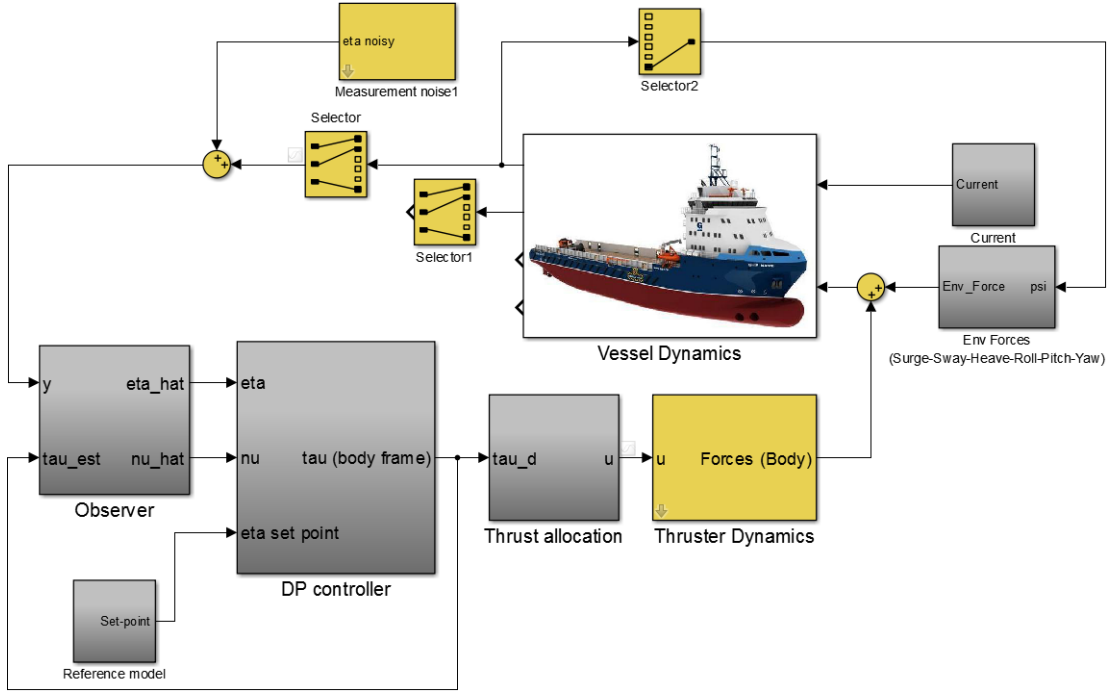 eta noisy
Measurement noise1
Selector2
Selector
Selector1
Current
Current
Env_Force
psi
Env Forces
(Surge-Sway-Heave-Roll-Pitch-Yaw)
Vessel Dynamics
y
eta_hat
tau_est
nu_hat
Observer
eta
nu
tau (body frame)
eta set point
DP controller
tau_d
u
Thrust allocation
u
Forces (Body)
Thruster Dynamics
Set-point
Reference model